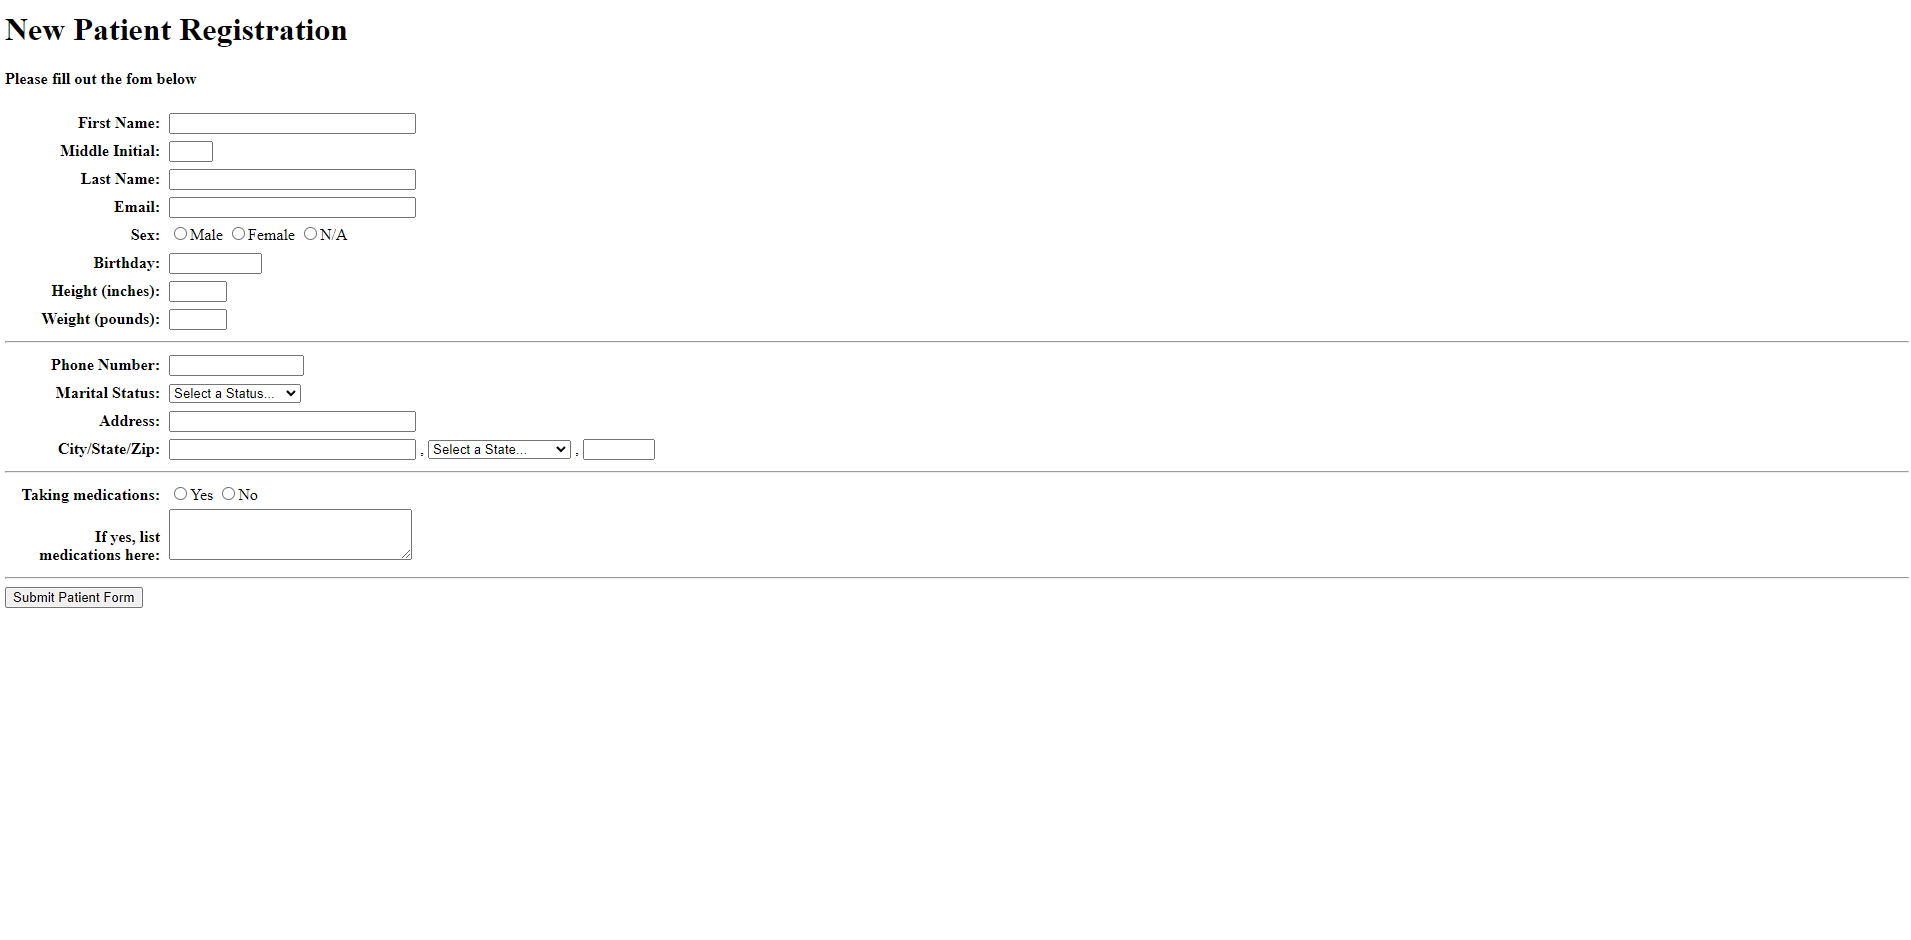 New Patient Registration
Please fill out the fom below
First Name:
Middle Initial:
Last Name:
Email:
Sex: Male Female N/A
Birthday:
Height (inches):
Weight (pounds):
Phone Number:
Marital Status: Select a Status...
Address:
City/State/Zip: , Select a State... ,
Taking medications: Yes No
If yes, list
medications here:
Submit Patient Form